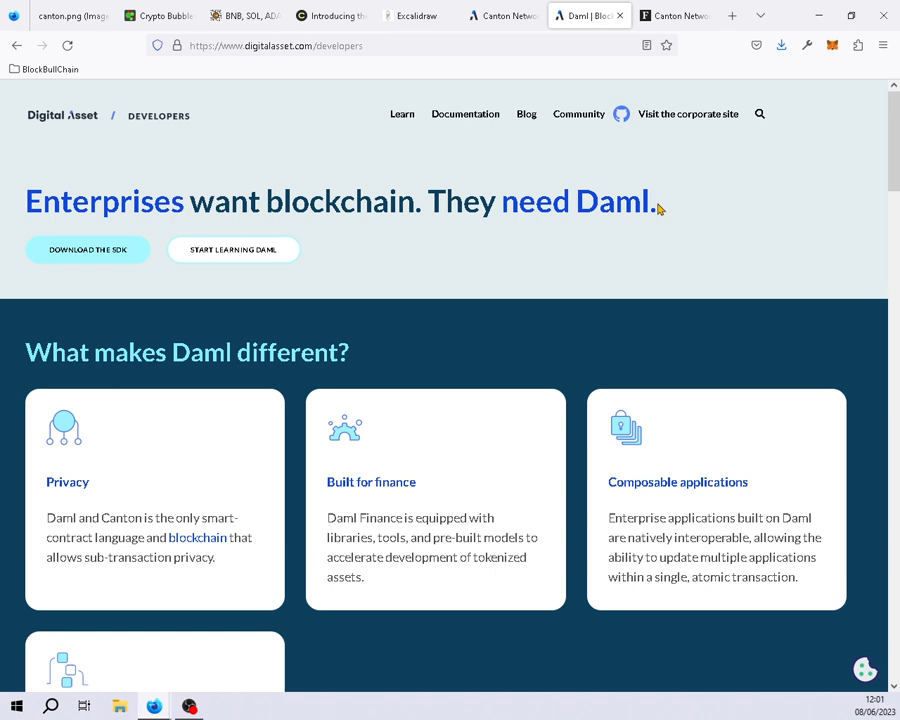 canton.png (Imag
Crypto Bubble
BNB, SOL, ADA
Introducing the
Excalidraw
Canton Netwo
Daml | Bloc
Canton Netwo
https://www.digitalasset.com/developers
BlockBullChain
Digital Asset / DEVELOPERS
Learn
Documentation
Blog
Community
Visit the corporate site
Enterprises want blockchain. They need Daml.
DOWNLOAD THE SDK
START LEARNING DAML
What makes Daml different?
Privacy
Daml and Canton is the only smart-
contract language and blockchain that
allows sub-transaction privacy.
Built for finance
Daml Finance is equipped with
libraries, tools, and pre-built models to
accelerate development of tokenized
assets.
Composable applications
Enterprise applications built on Daml
are natively interoperable, allowing the
ability to update multiple applications
within a single, atomic transaction.
12:01
08/06/2023